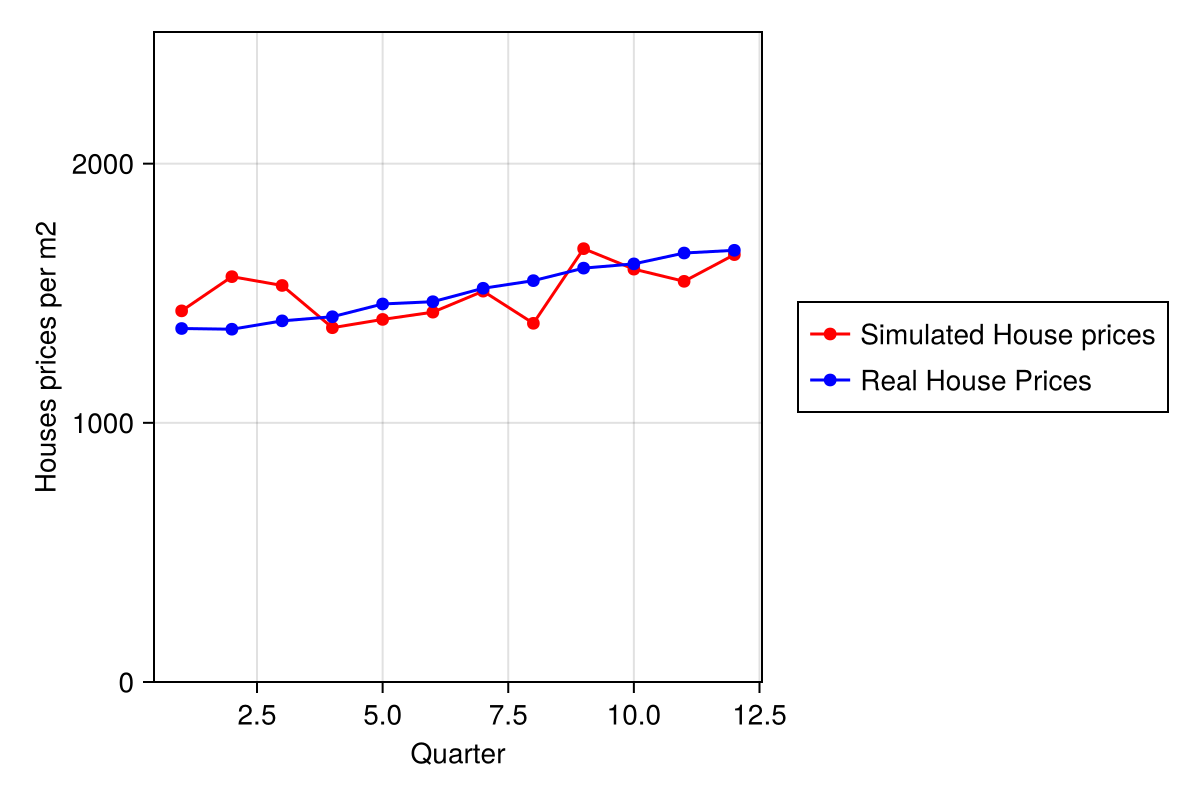 2000
1000
0
Houses prices per m2
2.5 5.0 7.5 10.0 12.5
Quarter
Simulated House prices
Real House Prices